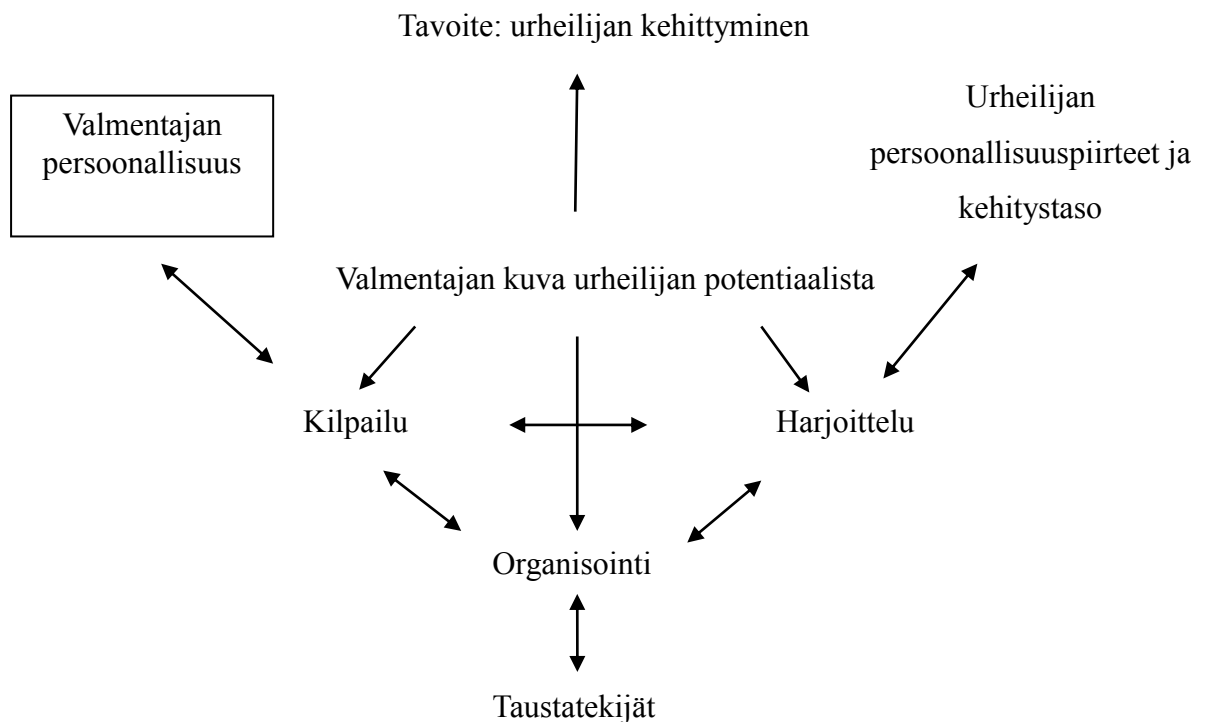 Tavoite: urheilijan kehittyminen
Valmentajan
persoonallisuus
Urheilijan
persoonallisuuspiirteet ja
kehitystaso
Valmentajan kuva urheilijan potentiaalista
Kilpailu
Harjoittelu
Organisointi
Taustatekijät